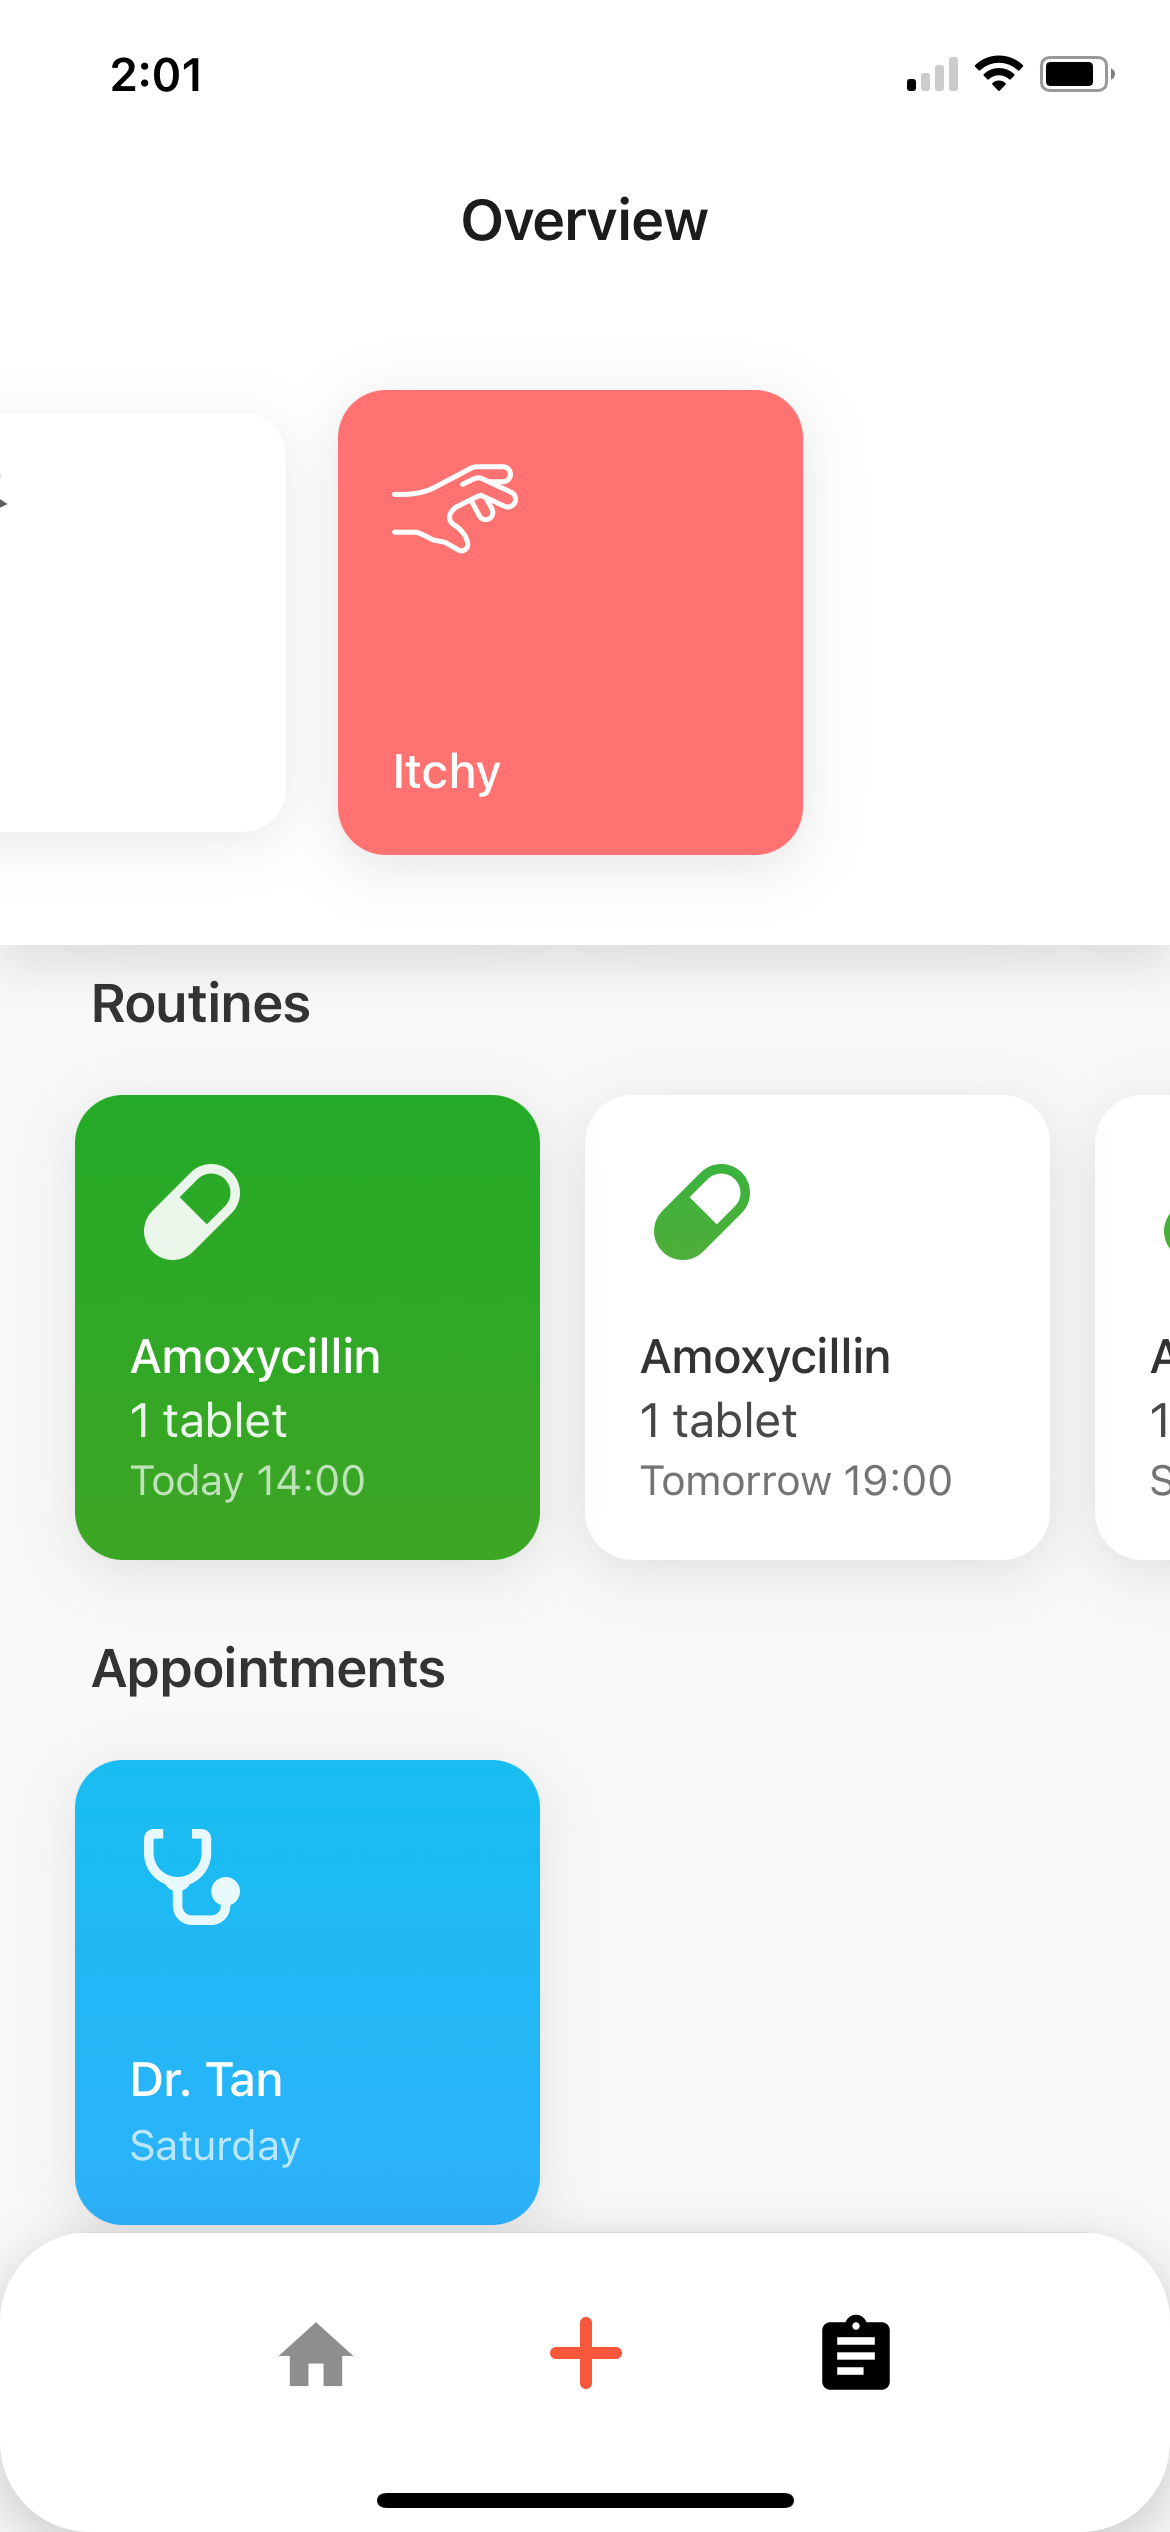 2:01
Overview
Itchy
Routines
Amoxycillin
1 tablet
Today 14:00
Amoxycillin
1 tablet
Tomorrow 19:00
A
1
S
Appointments
Dr. Tan
Saturday